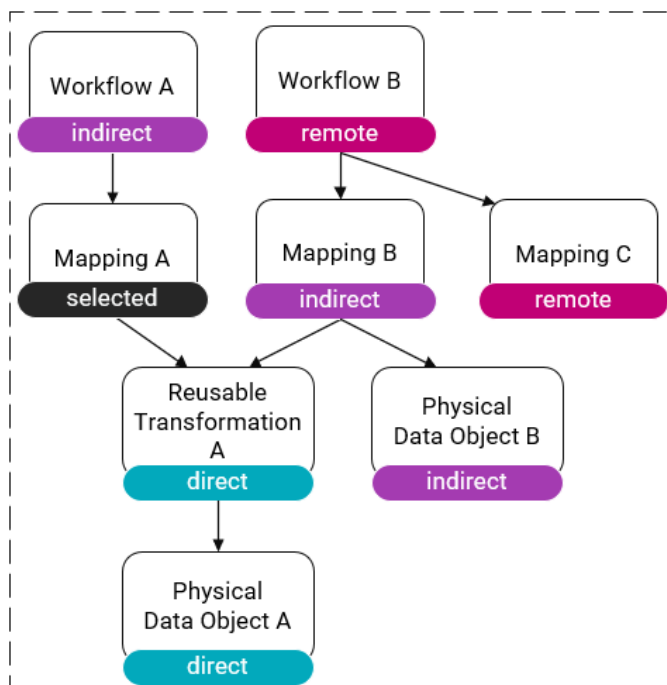 Workflow A
indirect
Workflow B
remote
Mapping A
selected
Mapping B
indirect
Mapping C
remote
Reusable
Transformation
A
direct
Physical
Data Object B
indirect
Physical
Data Object A
direct